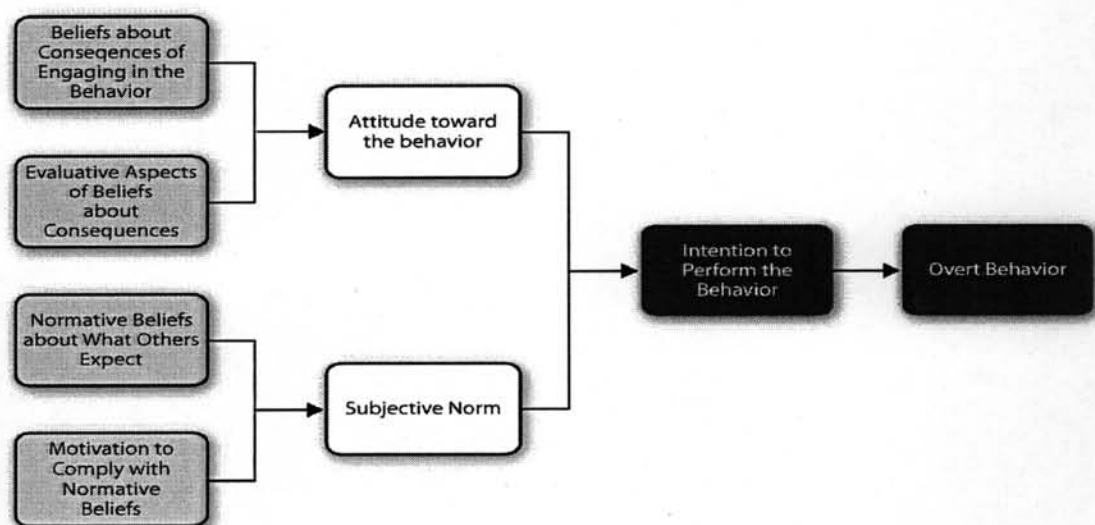 Beliefs about
Conseqences of
Engaging in the
Behavior
Evaluative Aspects
of Beliefs
about
Consequences
Attitude toward
the behavior
Normative Beliefs
about What Others
Expect
Motivation to
Comply with
Normative
Beliefs
Subjective Norm
Intention to
Perform the
Behavior
Overt Behavior